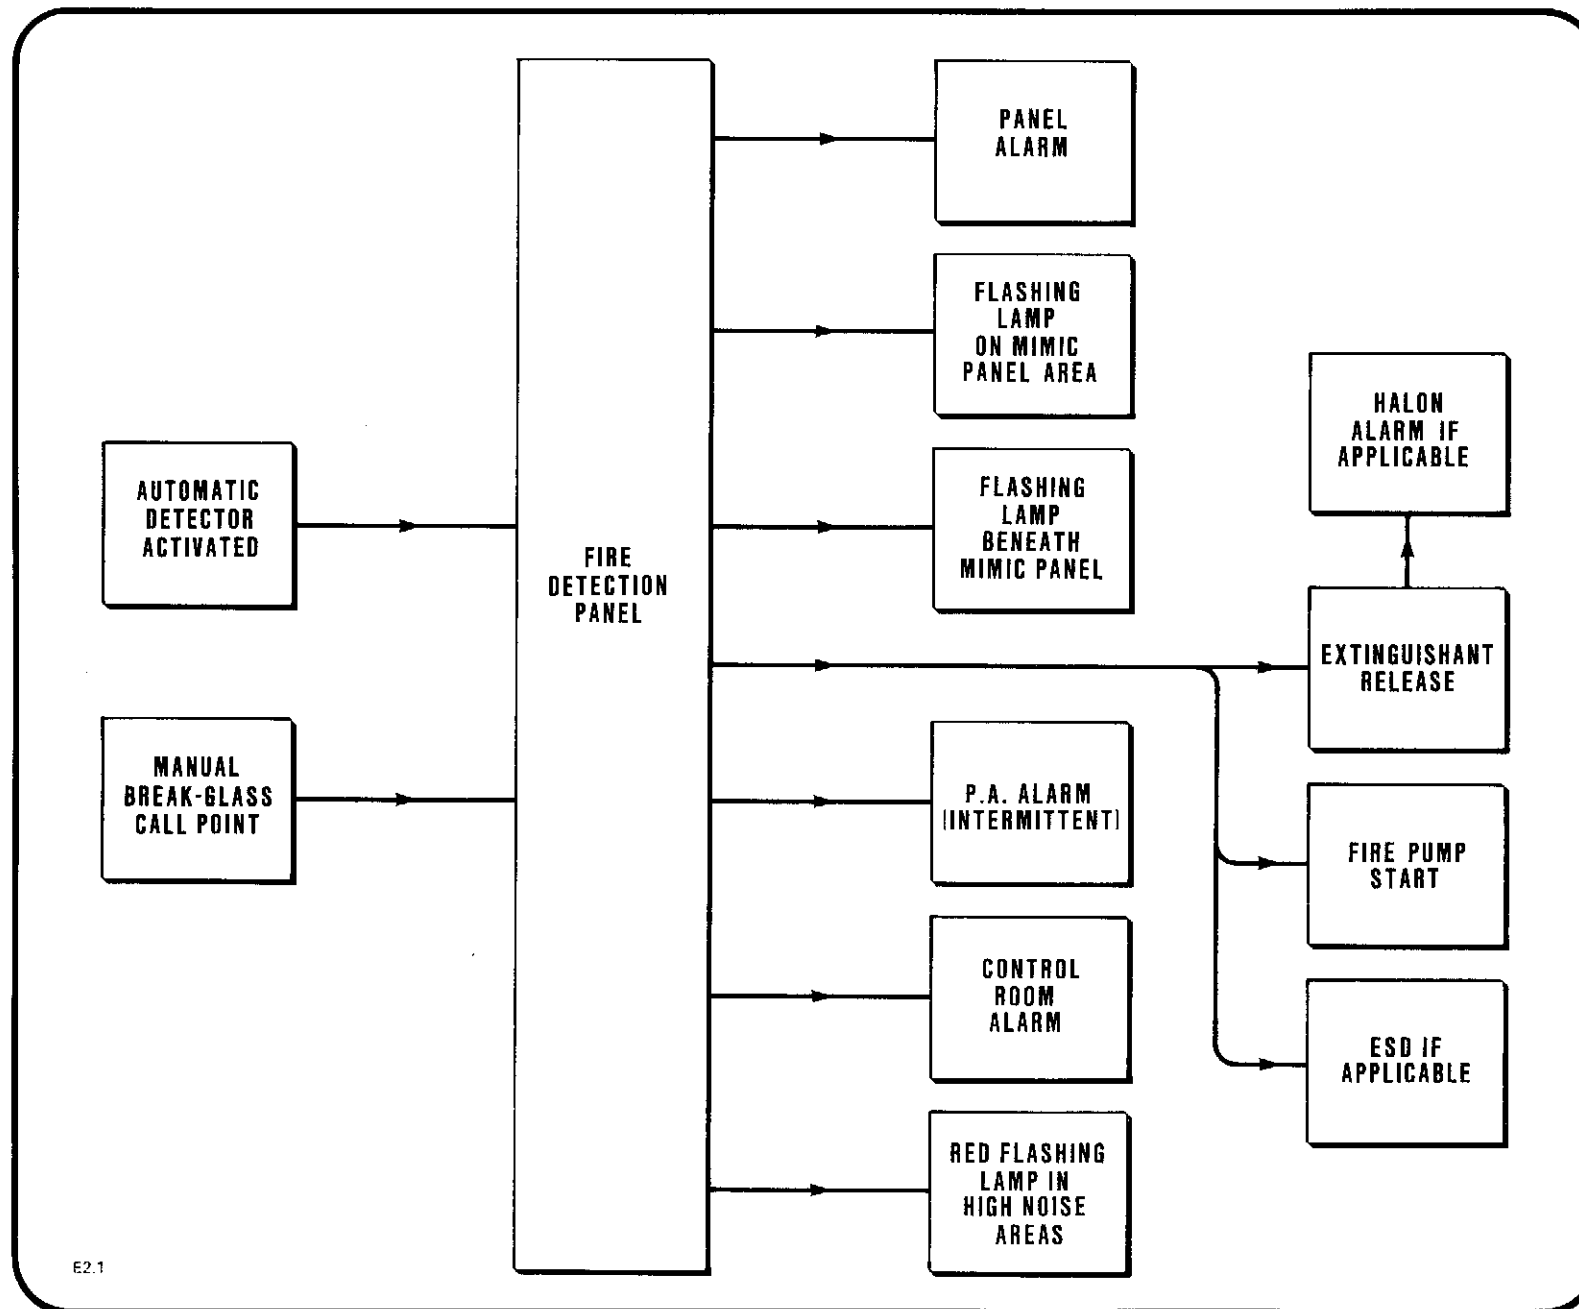 PANEL
ALARM
FLASHING
LAMP
ON MIMIC
PANEL AREA
HALON
ALARM IF
APPLICABLE
AUTOMATIC
DETECTOR
ACTIVATED
FLASHING
LAMP
BENEATH
MIMIC PANEL
FIRE
DETECTION
PANEL
EXTINGUISHANT
RELEASE
MANUAL
BREAK-GLASS
CALL POINT
P.A. ALARM
(INTERMITTENT)
FIRE PUMP
START
CONTROL
ROOM
ALARM
ESD IF
APPLICABLE
RED FLASHING
LAMP IN
HIGH NOISE
AREAS
E2.1